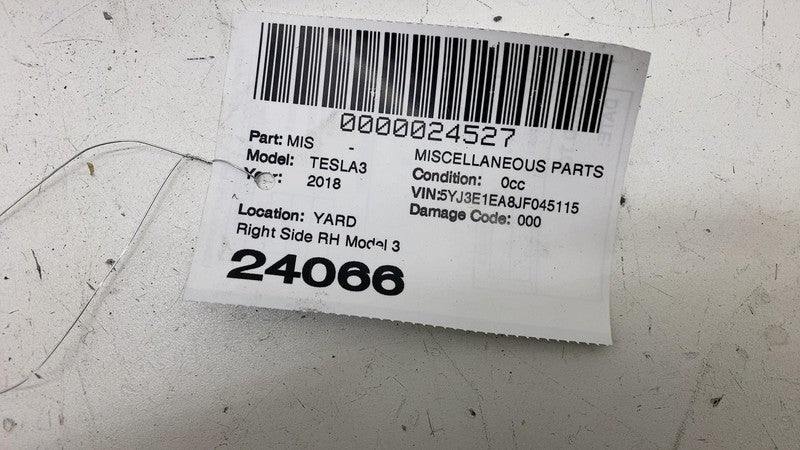 0000024527
Part: MIS - MISCELLANEOUS PARTS
Model: TESLA3 Condition: 0cc
Year: 2018 VIN:5YJ3E1EA8JF045115
Damage Code: 000
Location: YARD
Right Side RH Model 3
24066